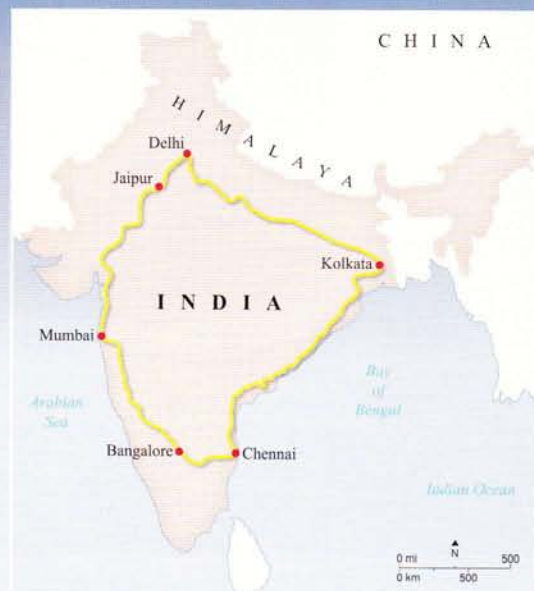 CHINA
HIMALAYA
Delhi
Jaipur
Kolkata
INDIA
Mumbai
Arabian
Sea
Bay
of
Bengal
Bangalore
Chennai
Indian Ocean
N
0 mi 500
0 km 500